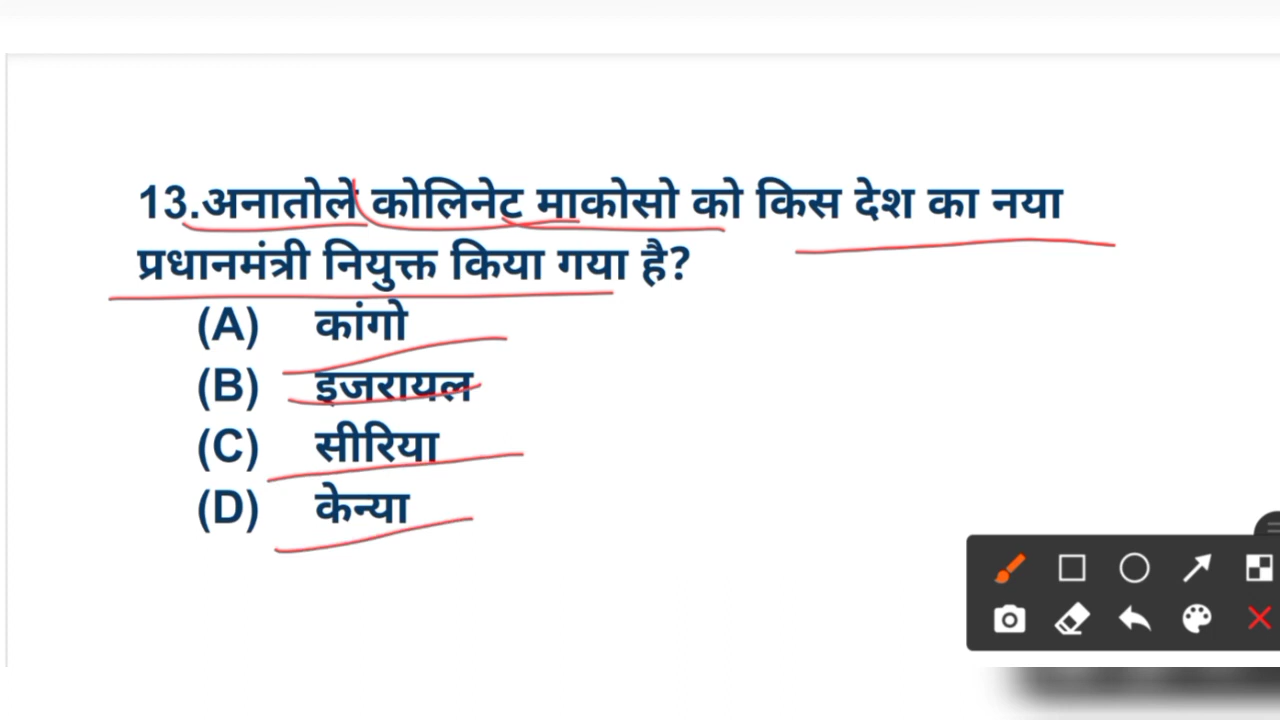 13.अनातोले कोलिनेट माकोसो को किस देश का नया
प्रधानमंत्री नियुक्त किया गया है?
(A) कांगो
(B) इजरायल
(C) सीरिया
(D) केन्या